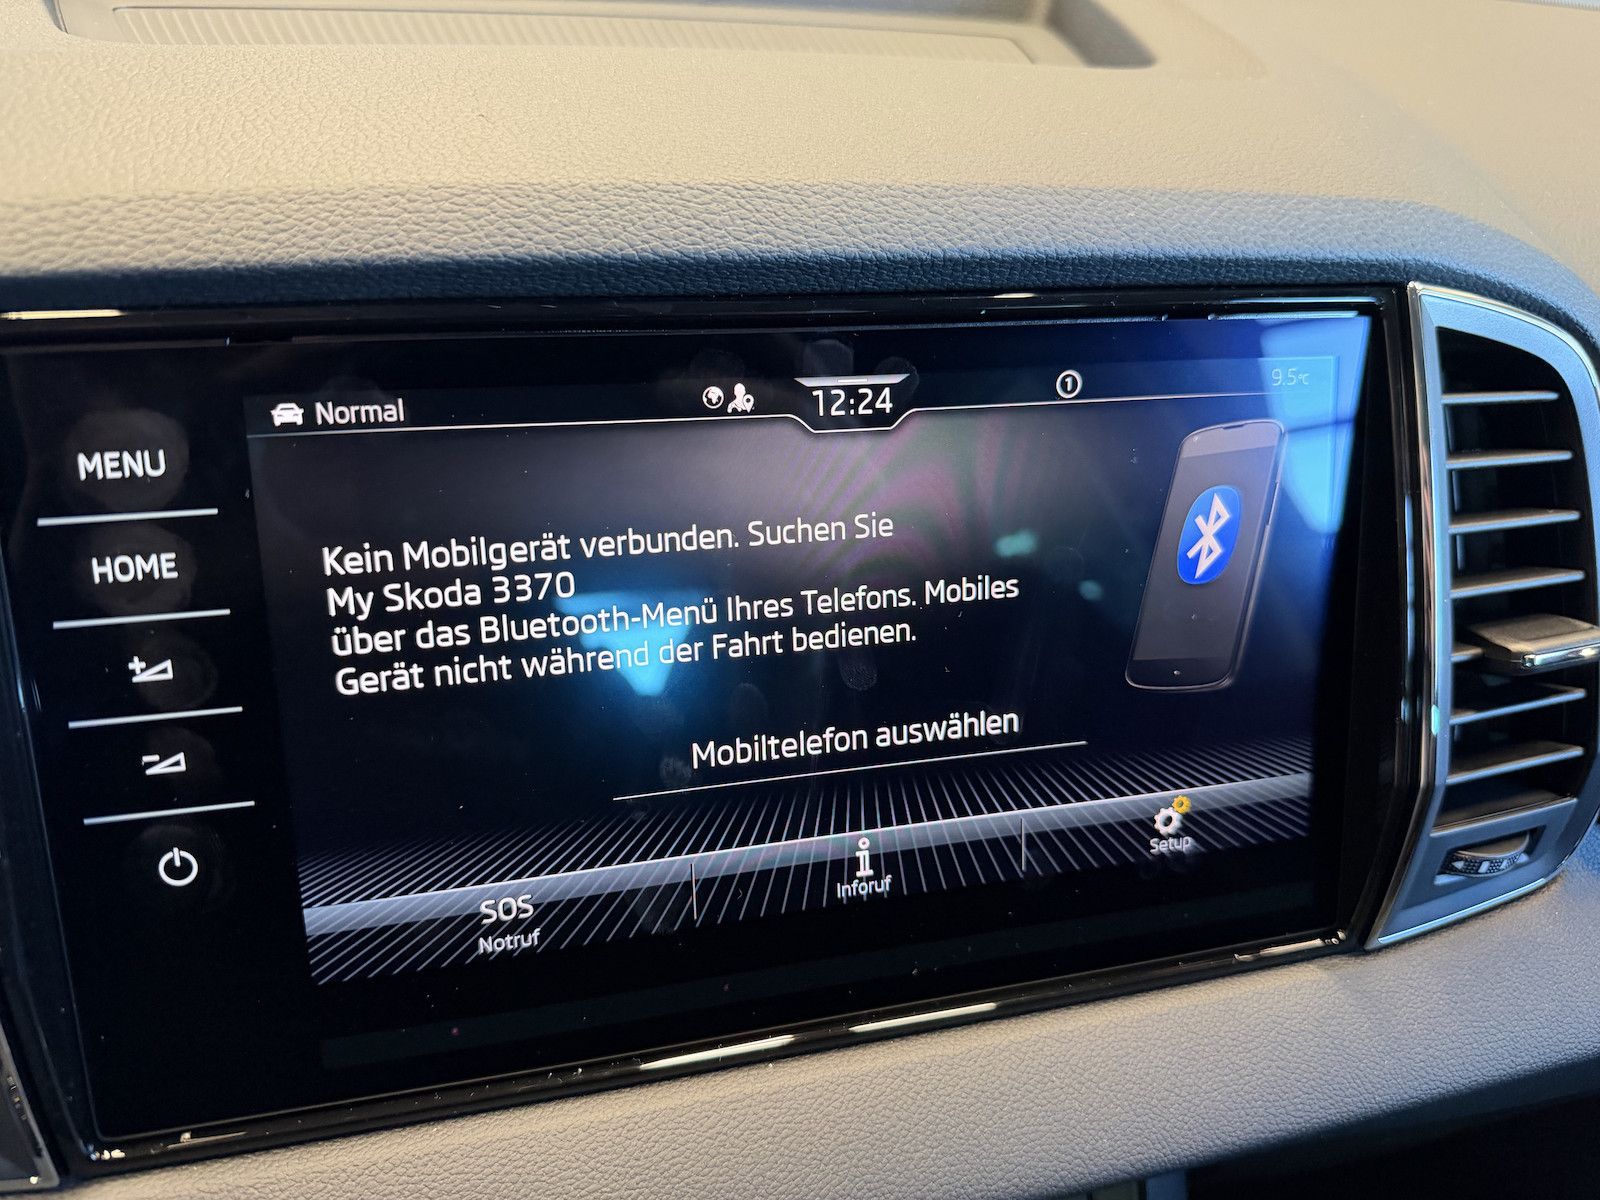 Normal
12:24
1
9.5°C
MENU
HOME
Kein Mobilgerät verbunden. Suchen Sie
My Skoda 3370
über das Bluetooth-Menü Ihres Telefons. Mobiles
Gerät nicht während der Fahrt bedienen.
Mobiltelefon auswählen
SOS
Notruf
i
Inforuf
Setup